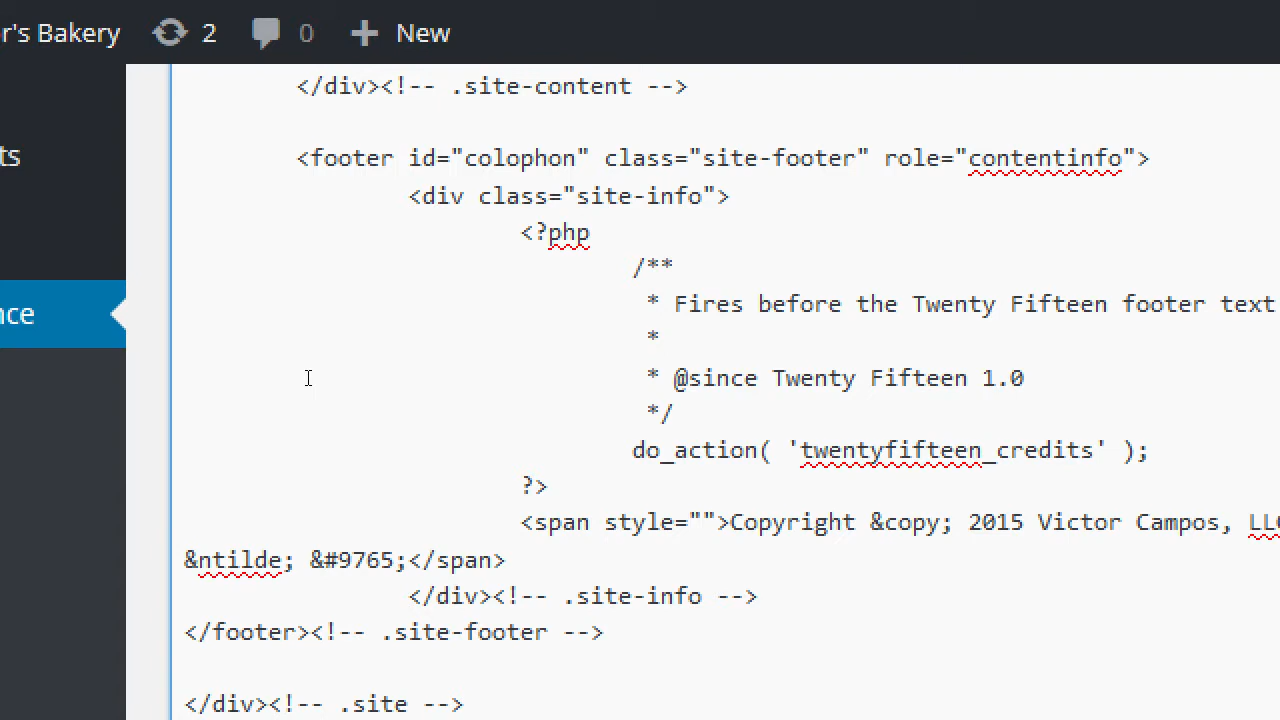 r's Bakery 2 0 New
</div><!-- .site-content -->
ts
<footer id="colophon" class="site-footer" role="contentinfo">
<div class="site-info">
<?php
/**
* Fires before the Twenty Fifteen footer text
nce
*
* @since Twenty Fifteen 1.0
*/
do_action( 'twentyfifteen_credits' );
?>
<span style="">Copyright &copy; 2015 Victor Campos, LLC
&ntilde; &#9765;</span>
</div><!-- .site-info -->
</footer><!-- .site-footer -->
</div><!-- .site -->